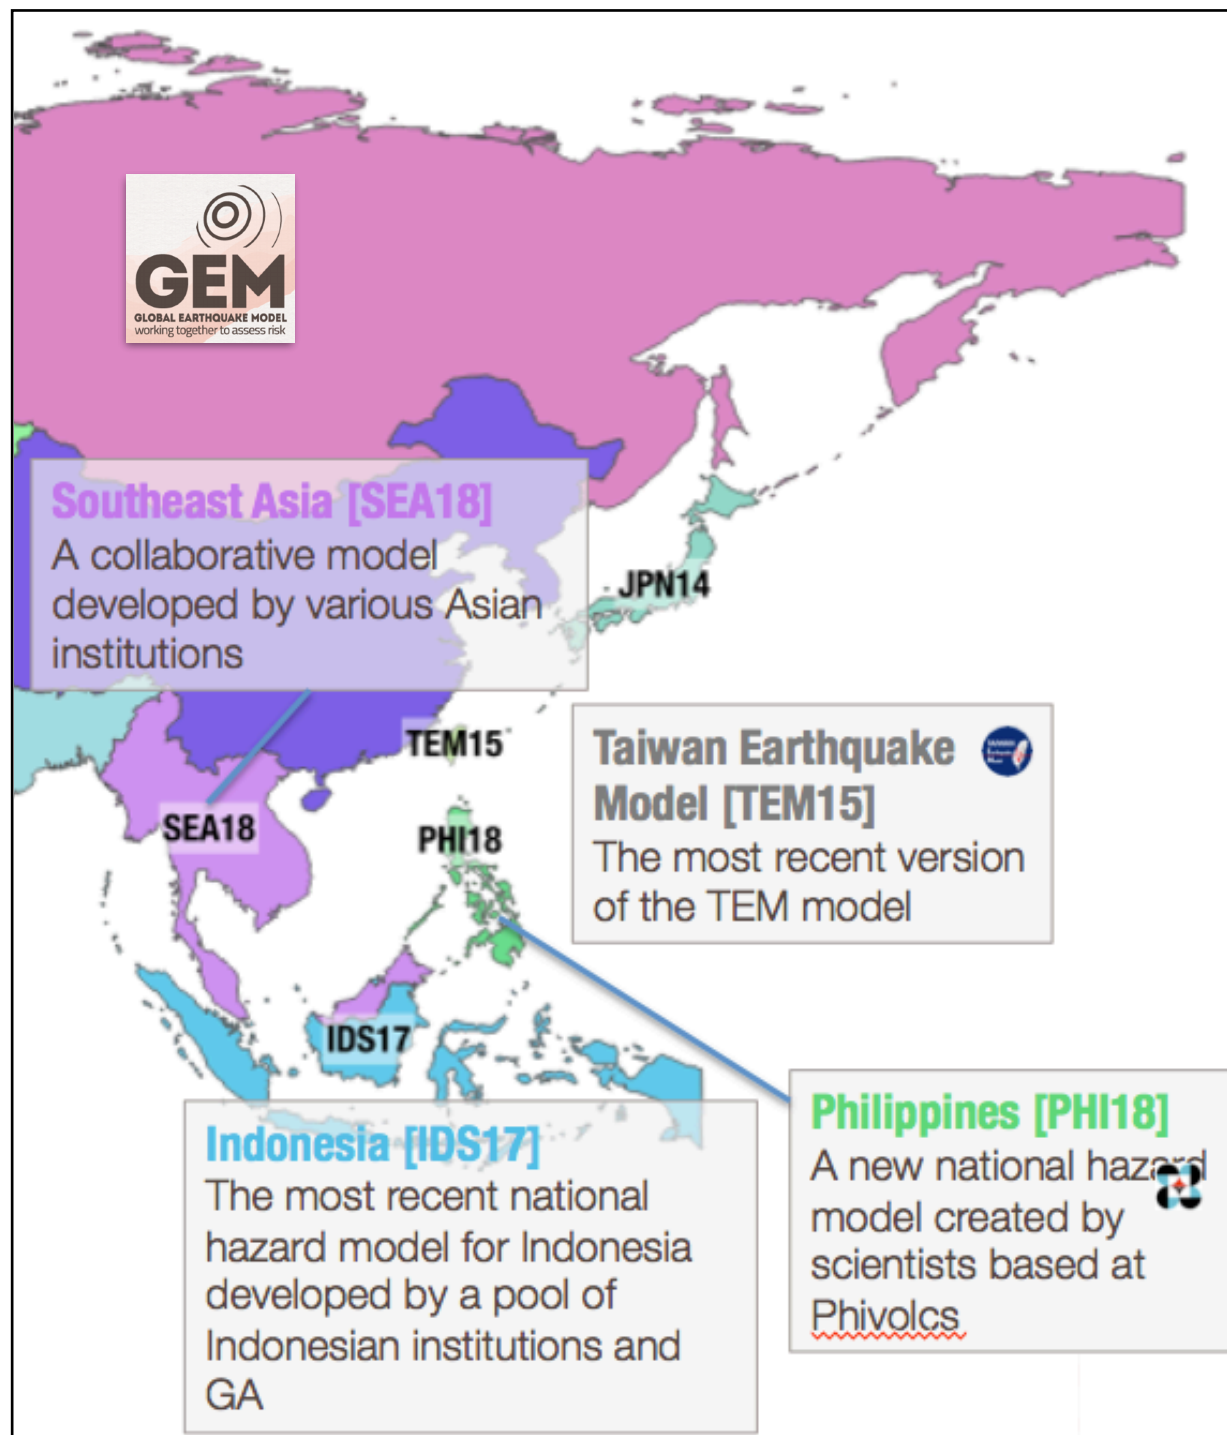 GEM
GLOBAL EARTHQUAKE MODEL
working together to assess risk
Southeast Asia [SEA18]
A collaborative model
developed by various Asian
institutions
JPN14
TEM15
Taiwan Earthquake
Model [TEM15]
The most recent version
of the TEM model
SEA18
PHI18
IDS17
Indonesia [IDS17]
The most recent national
hazard model for Indonesia
developed by a pool of
Indonesian institutions and
GA
Philippines [PHI18]
A new national hazard
model created by
scientists based at
Phivolcs